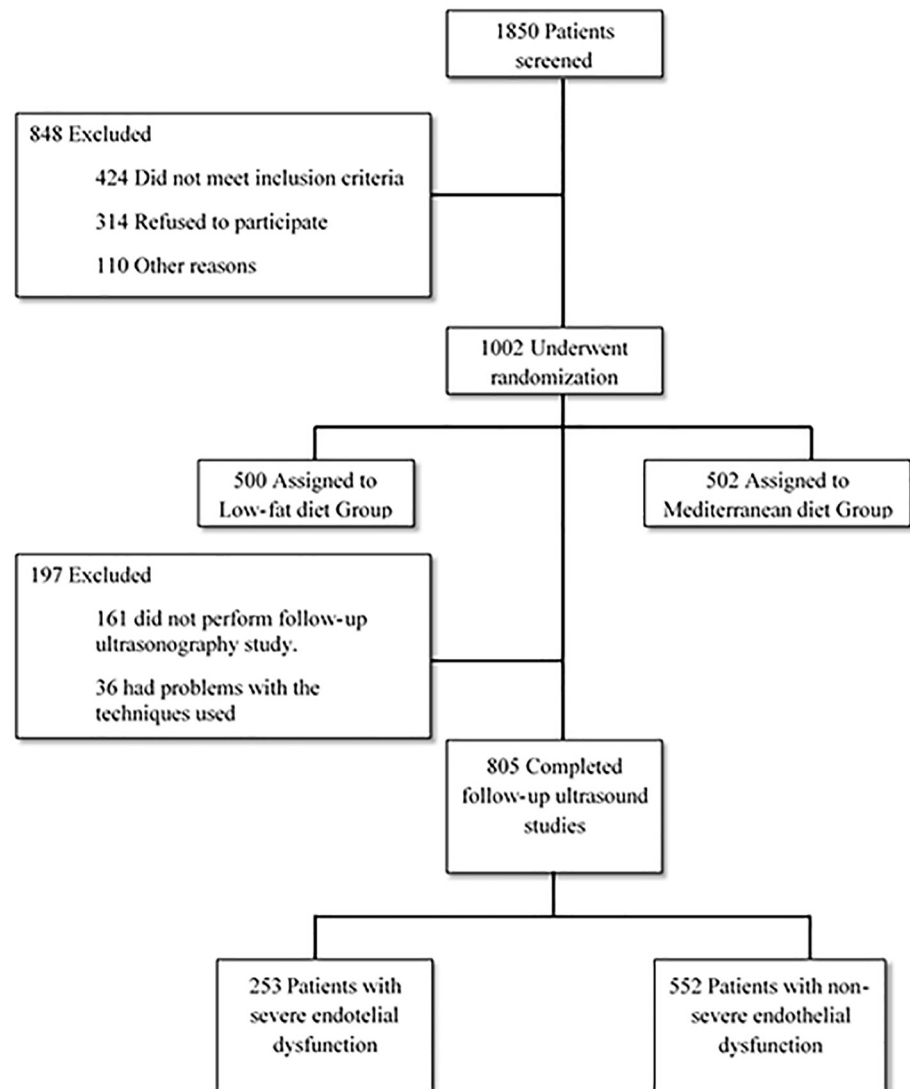 1850 Patients
screened
848 Excluded
424 Did not meet inclusion criteria
314 Refused to participate
110 Other reasons
1002 Underwent
randomization
500 Assigned to
Low-fat diet Group
502 Assigned to
Mediterranean diet Group
197 Excluded
161 did not perform follow-up
ultrasonography study.
36 had problems with the
techniques used
805 Completed
follow-up ultrasound
studies
253 Patients with
severe endotelial
dysfunction
552 Patients with non-
severe endothelial
dysfunction